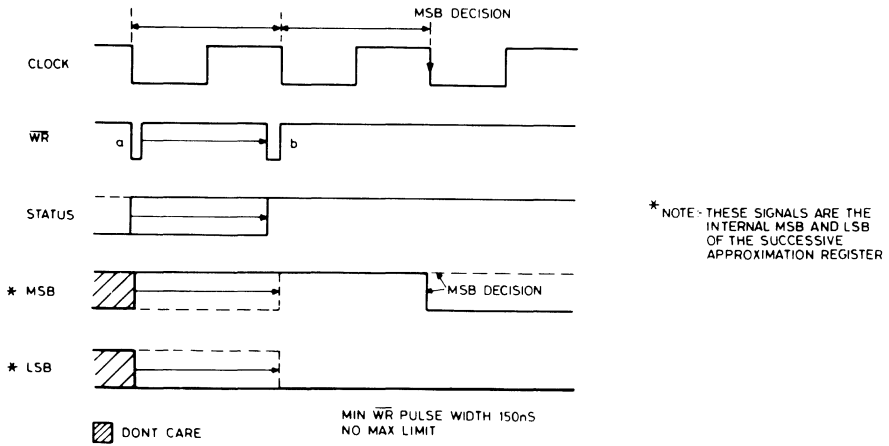 MSB DECISION
CLOCK
WR
a
b
STATUS
* NOTE:- THESE SIGNALS ARE THE
INTERNAL MSB AND LSB
OF THE SUCCESSIVE
APPROXIMATION REGISTER
* MSB
MSB DECISION
* LSB
DONT CARE
MIN WR PULSE WIDTH 150nS
NO MAX LIMIT